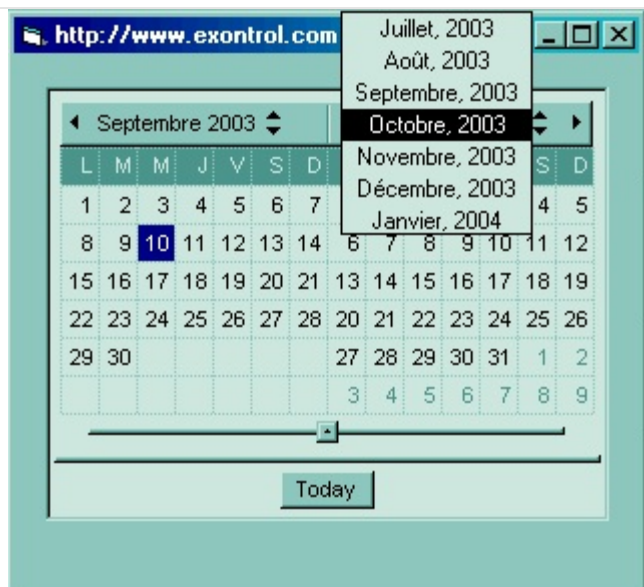 http://www.exontrol.com
Juillet, 2003
Août, 2003
Septembre, 2003
Octobre, 2003
Novembre, 2003
Décembre, 2003
Janvier, 2004
Septembre 2003
L M M J V S D S D
1 2 3 4 5 6 7 4 5
8 9 10 11 12 13 14 6 7 8 9 10 11 12
15 16 17 18 19 20 21 13 14 15 16 17 18 19
22 23 24 25 26 27 28 20 21 22 23 24 25 26
29 30 27 28 29 30 31 1 2
3 4 5 6 7 8 9
Today